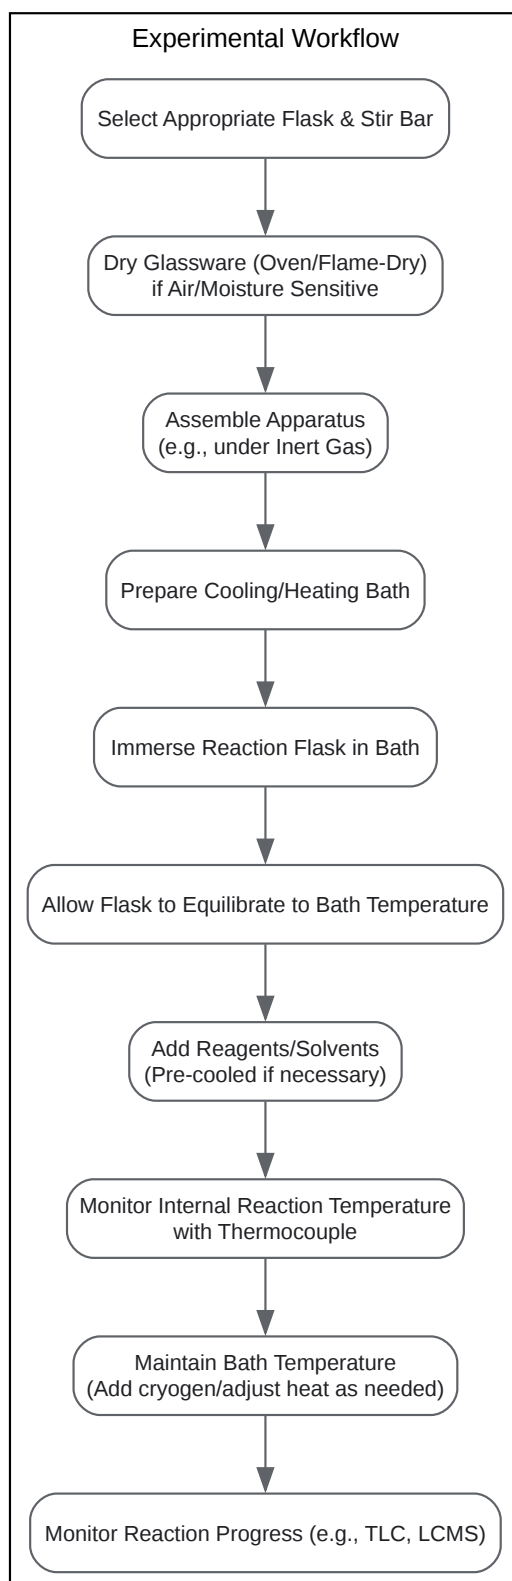 Experimental Workflow
Select Appropriate Flask & Stir Bar
Dry Glassware (Oven/Flame-Dry)
if Air/Moisture Sensitive
Assemble Apparatus
(e.g., under Inert Gas)
Prepare Cooling/Heating Bath
Immerse Reaction Flask in Bath
Allow Flask to Equilibrate to Bath Temperature
Add Reagents/Solvents
(Pre-cooled if necessary)
Monitor Internal Reaction Temperature
with Thermocouple
Maintain Bath Temperature
(Add cryogen/adjust heat as needed)
Monitor Reaction Progress (e.g., TLC, LCMS)